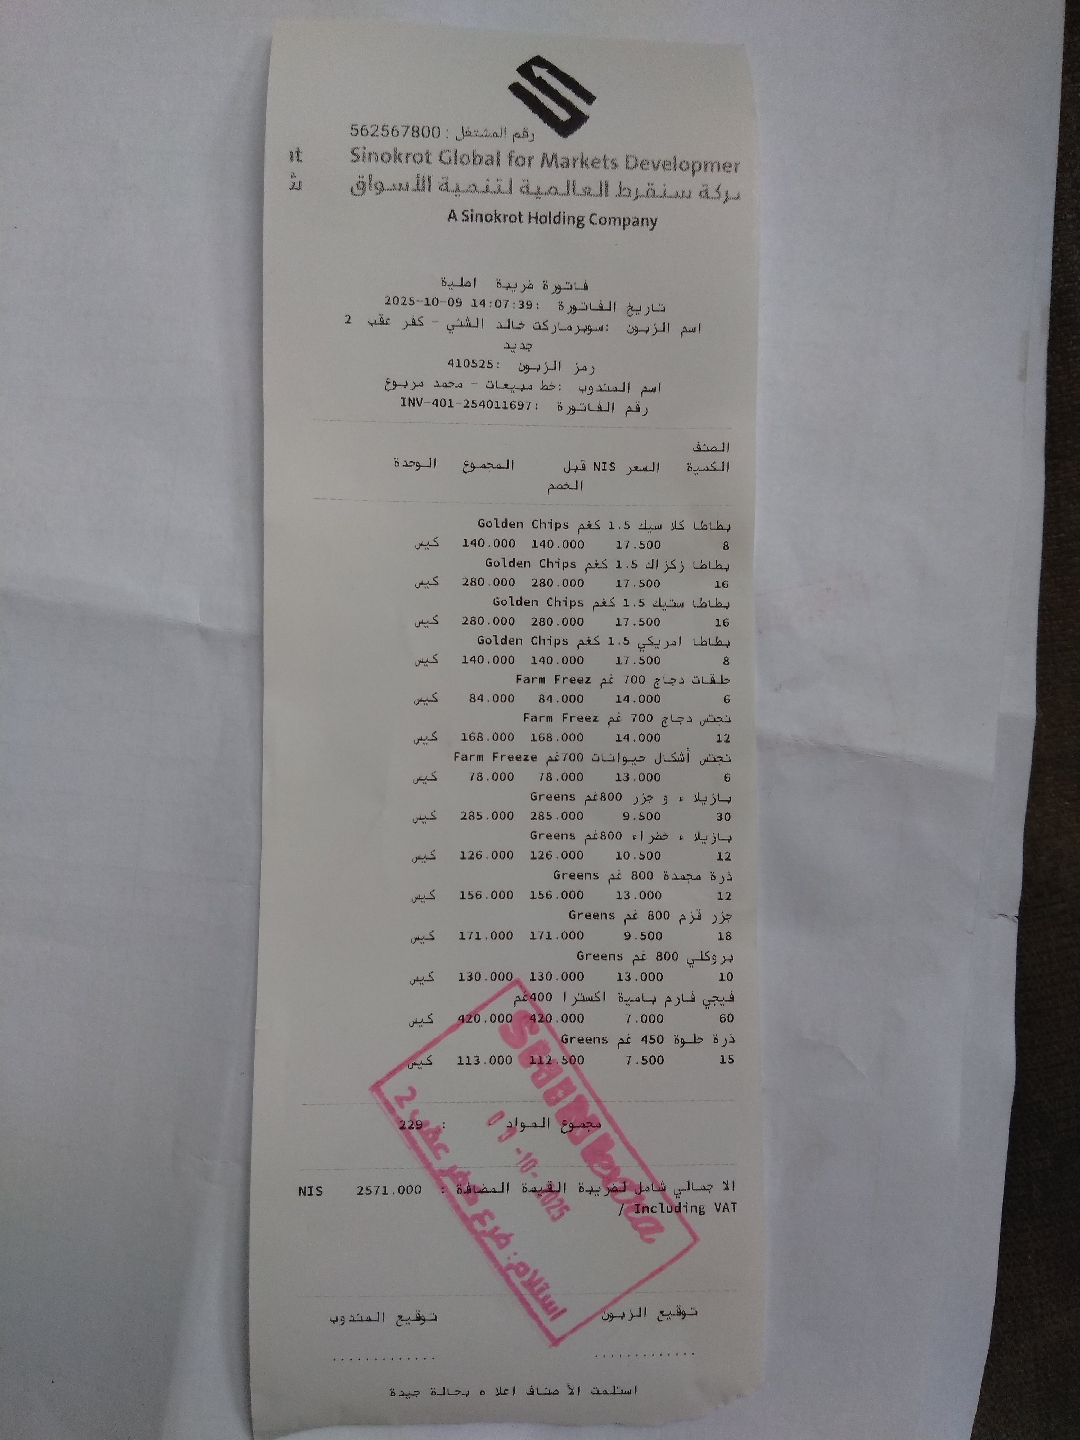 رقم المشتغل : 562567800
Sinokrot Global for Markets Developmer
nt
بركة سنقرط العالمية لتنمية الأسواق
ش
A Sinokrot Holding Company
فاتورة ضريبة اصلية
تاريخ الفاتورة :2025-10-09 14:07:39
اسم الزبون :سوبرماركت خالد الشني - كفر عقب 2
جديد
رمز الزبون :410525
اسم المندوب :خط مبيعات - محمد مربوع
رقم الفاتورة :INV-401-254011697
الصنف
الكمية السعر NIS قبل المجموع الوحدة
الخصم
بطاطا كلاسيك 1.5 كغم Golden Chips
8 17.500 140.000 140.000 كيس
بطاطا زكزاك 1.5 كغم Golden Chips
16 17.500 280.000 280.000 كيس
بطاطا ستيك 1.5 كغم Golden Chips
16 17.500 280.000 280.000 كيس
بطاطا امريكي 1.5 كغم Golden Chips
8 17.500 140.000 140.000 كيس
حلقات دجاج 700 غم Farm Freez
6 14.000 84.000 84.000 كيس
نجتس دجاج 700 غم Farm Freez
12 14.000 168.000 168.000 كيس
نجتس أشكال حيوانات 700غم Farm Freeze
6 13.000 78.000 78.000 كيس
بازيلاء و جزر 800غم Greens
30 9.500 285.000 285.000 كيس
بازيلاء خضراء 800غم Greens
12 10.500 126.000 126.000 كيس
ذرة مجمدة 800 غم Greens
12 13.000 156.000 156.000 كيس
جزر قزم 800 غم Greens
18 9.500 171.000 171.000 كيس
بروكلي 800 غم Greens
10 13.000 130.000 130.000 كيس
فيجي فارم بامية اكسترا 400غم
60 7.000 420.000 420.000 كيس
ذرة حلوة 450 غم Greens
15 7.500 112.500 113.000 كيس
مجموع المواد : 229
الاجمالي شامل لضريبة القيمة المضافة : 2571.000 NIS
/ Including VAT
09-10-2025
استلام: فرع كفر عقب 2
توقيع الزبون توقيع المندوب
............. .............
استلمت الأصناف اعلاه بحالة جيدة